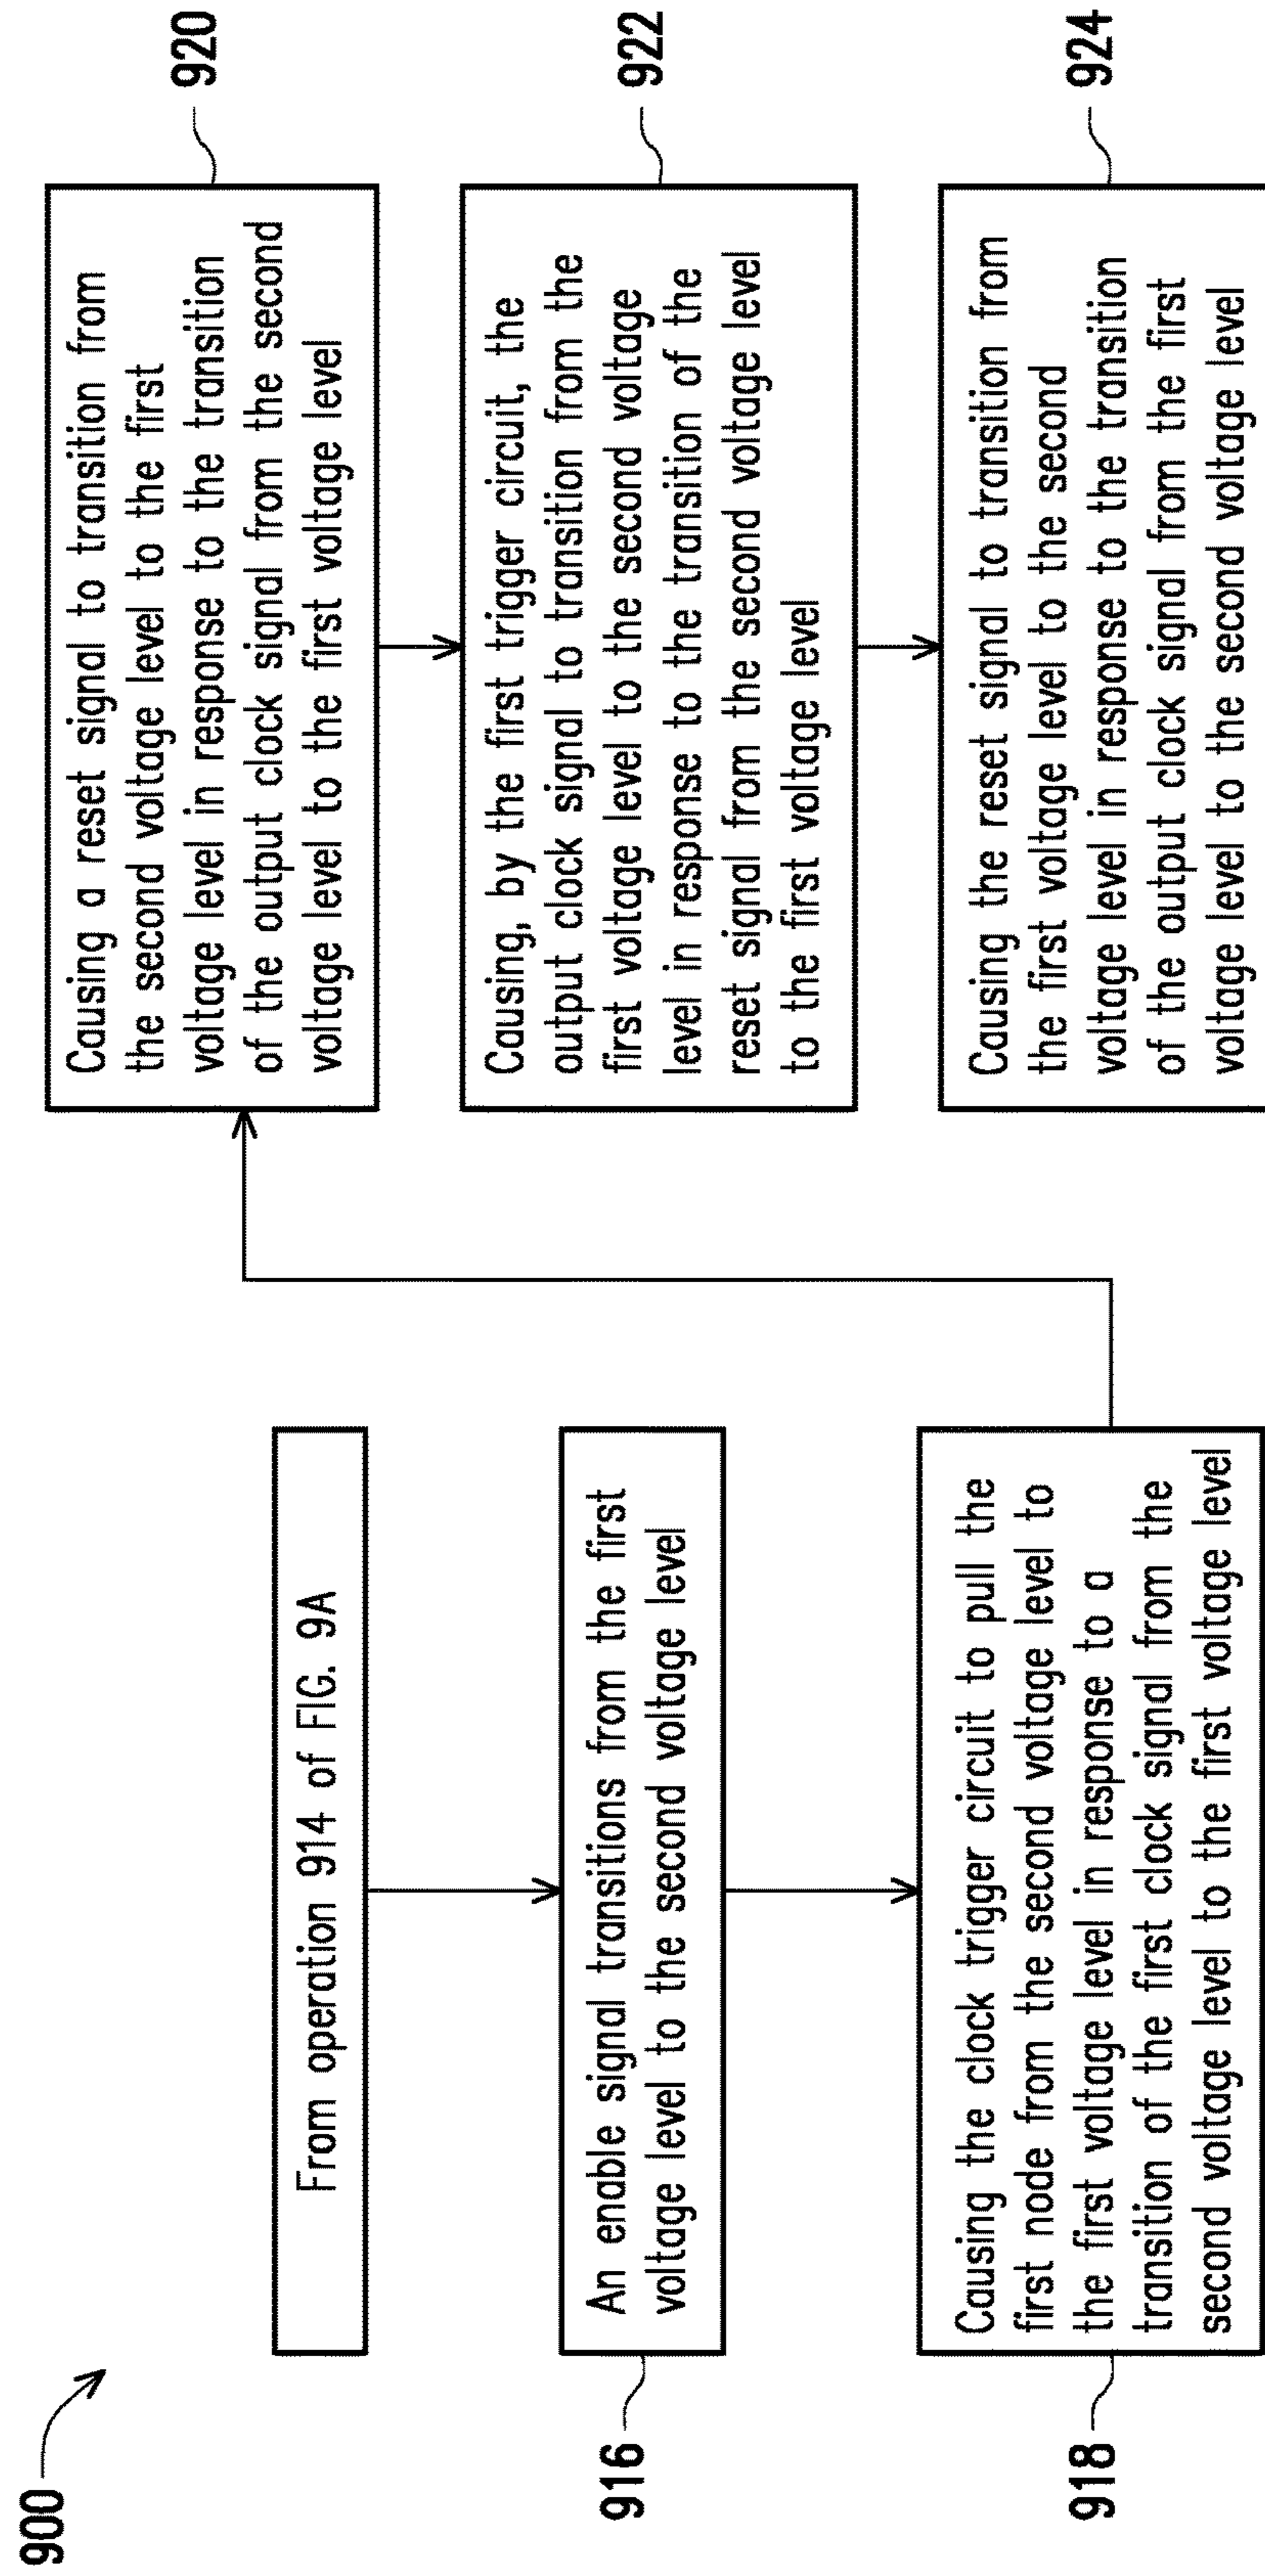 900
From operation 914 of FIG. 9A
916
An enable signal transitions from the first
voltage level to the second voltage level
918
Causing the clock trigger circuit to pull the
first node from the second voltage level to
the first voltage level in response to a
transition of the first clock signal from the
second voltage level to the first voltage level
920
Causing a reset signal to transition from
the second voltage level to the first
voltage level in response to the transition
of the output clock signal from the second
voltage level to the first voltage level
922
Causing, by the first trigger circuit, the
output clock signal to transition from the
first voltage level to the second voltage
level in response to the transition of the
reset signal from the second voltage level
to the first voltage level
924
Causing the reset signal to transition from
the first voltage level to the second
voltage level in response to the transition
of the output clock signal from the first
voltage level to the second voltage level